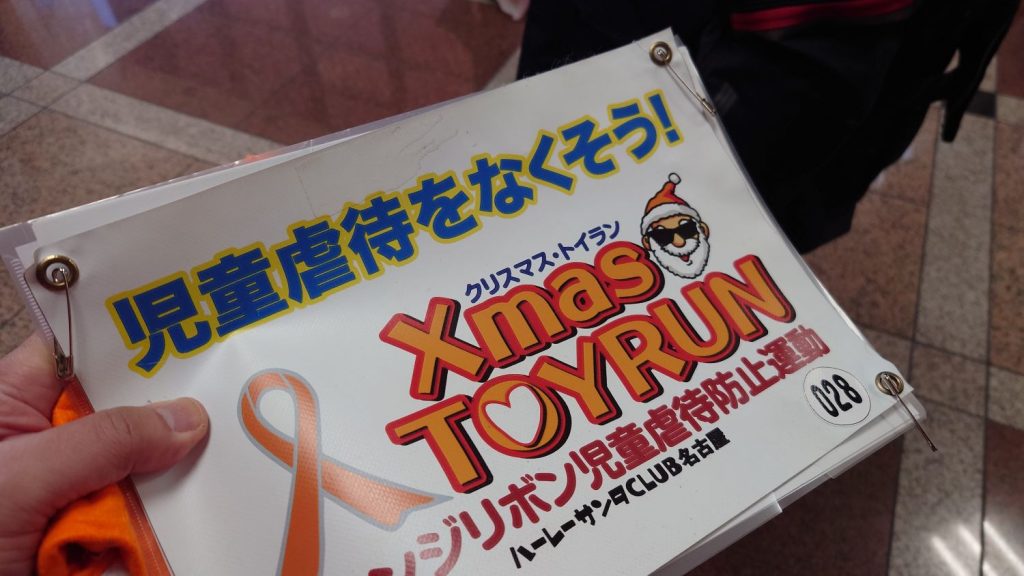 児童虐待をなくそう!
クリスマス・トイラン
Xmas
TOYRUN
ンジリボン児童虐待防止運動
ハーレーサンタCLUB名古屋
028